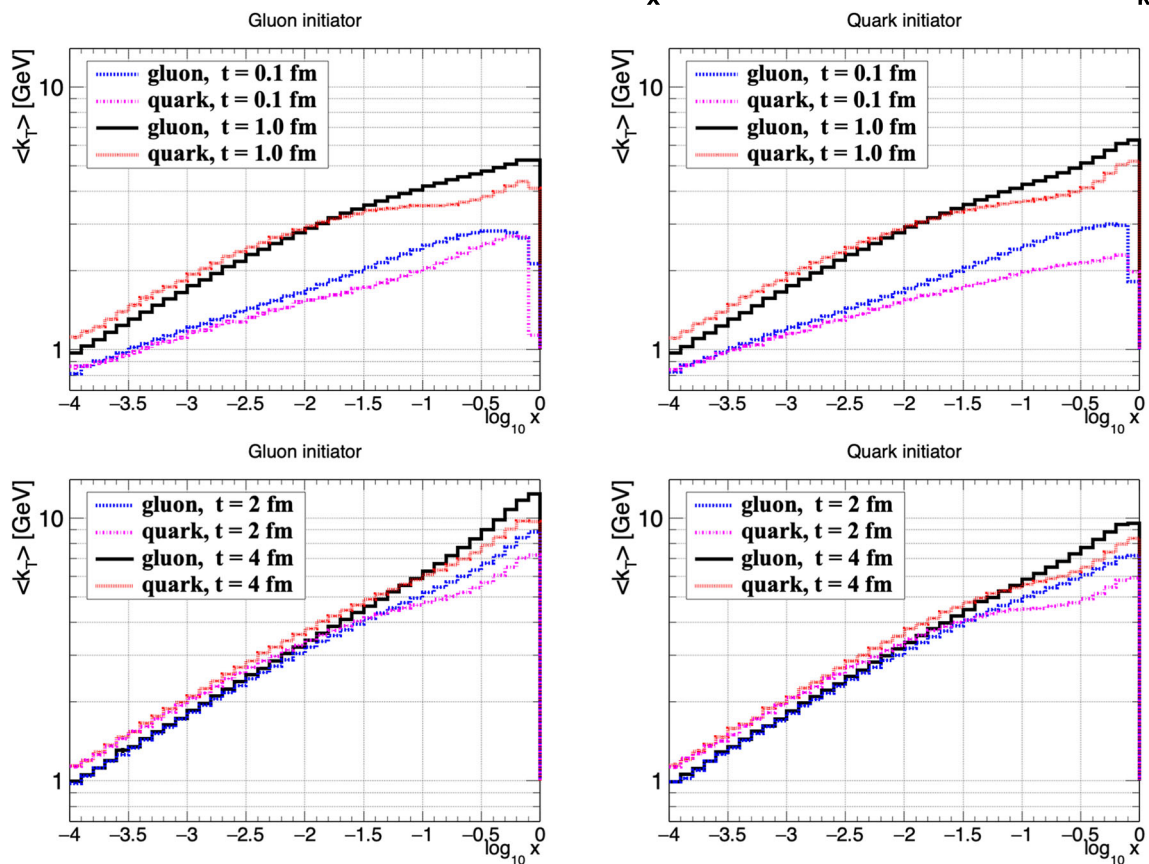 Gluon initiator
<k_T> [GeV]
10
1
gluon, t = 0.1 fm
quark, t = 0.1 fm
gluon, t = 1.0 fm
quark, t = 1.0 fm
−4 −3.5 −3 −2.5 −2 −1.5 −1 −0.5 0
log_10 x
Quark initiator
<k_T> [GeV]
10
1
gluon, t = 0.1 fm
quark, t = 0.1 fm
gluon, t = 1.0 fm
quark, t = 1.0 fm
−4 −3.5 −3 −2.5 −2 −1.5 −1 −0.5 0
log_10 x
Gluon initiator
<k_T> [GeV]
10
1
gluon, t = 2 fm
quark, t = 2 fm
gluon, t = 4 fm
quark, t = 4 fm
−4 −3.5 −3 −2.5 −2 −1.5 −1 −0.5 0
log_10 x
Quark initiator
<k_T> [GeV]
10
1
gluon, t = 2 fm
quark, t = 2 fm
gluon, t = 4 fm
quark, t = 4 fm
−4 −3.5 −3 −2.5 −2 −1.5 −1 −0.5 0
log_10 x